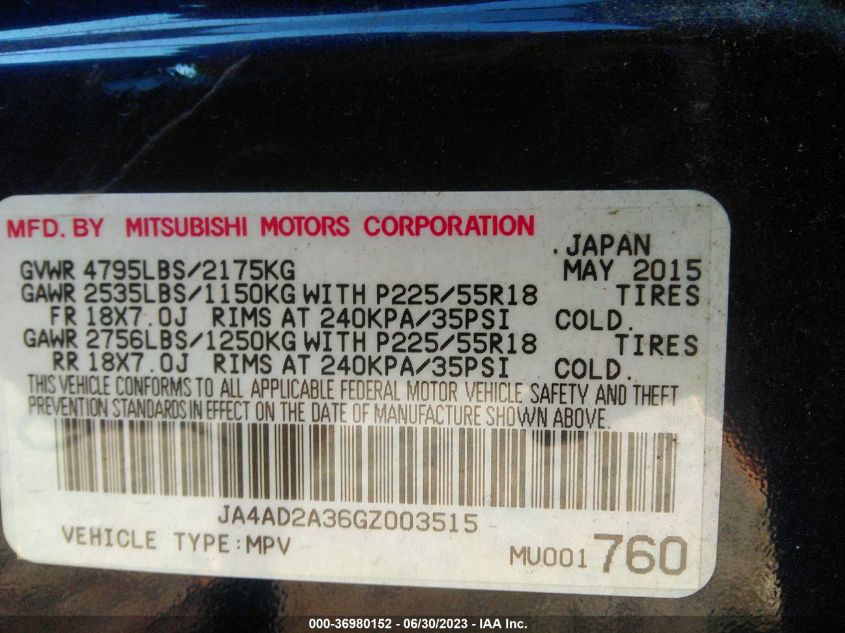 MFD. BY MITSUBISHI MOTORS CORPORATION
.JAPAN
GVWR 4795LBS/2175KG MAY 2015
GAWR 2535LBS/1150KG WITH P225/55R18 TIRES
FR 18X7.0J RIMS AT 240KPA/35PSI COLD.
GAWR 2756LBS/1250KG WITH P225/55R18 TIRES
RR 18X7.0J RIMS AT 240KPA/35PSI COLD.
THIS VEHICLE CONFORMS TO ALL APPLICABLE FEDERAL MOTOR VEHICLE SAFETY AND THEFT
PREVENTION STANDARDS IN EFFECT ON THE DATE OF MANUFACTURE SHOWN ABOVE.
JA4AD2A36GZ003515
VEHICLE TYPE:MPV MU001 760
000-36980152 - 06/30/2023 - IAA Inc.